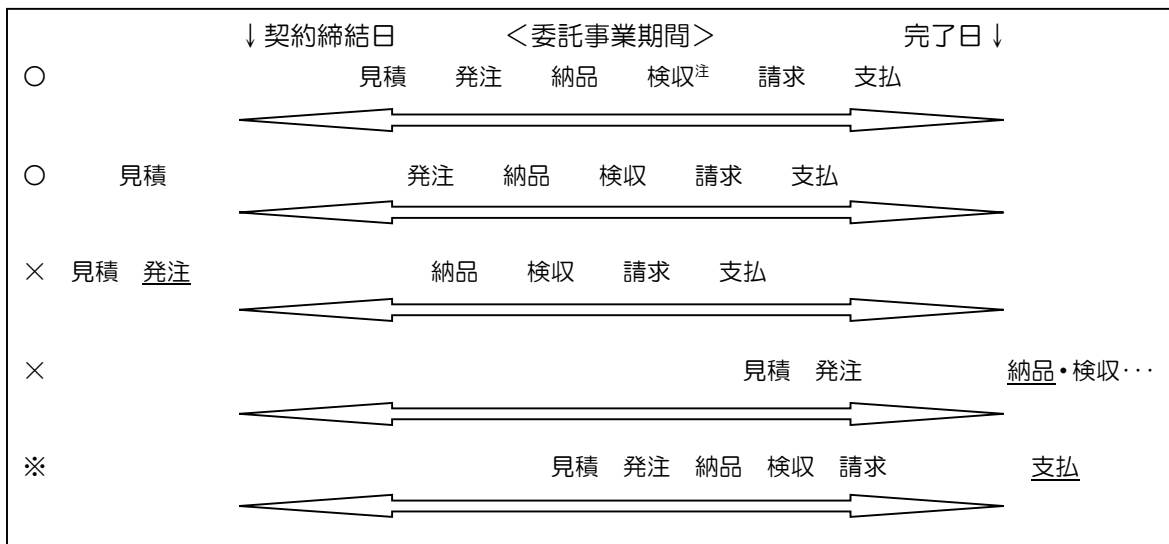 ↓契約締結日 <委託事業期間> 完了日↓
○ 見積 発注 納品 検収注 請求 支払
○ 見積 発注 納品 検収 請求 支払
× 見積 発注 納品 検収 請求 支払
× 見積 発注 納品・検収･･･
※ 見積 発注 納品 検収 請求 支払